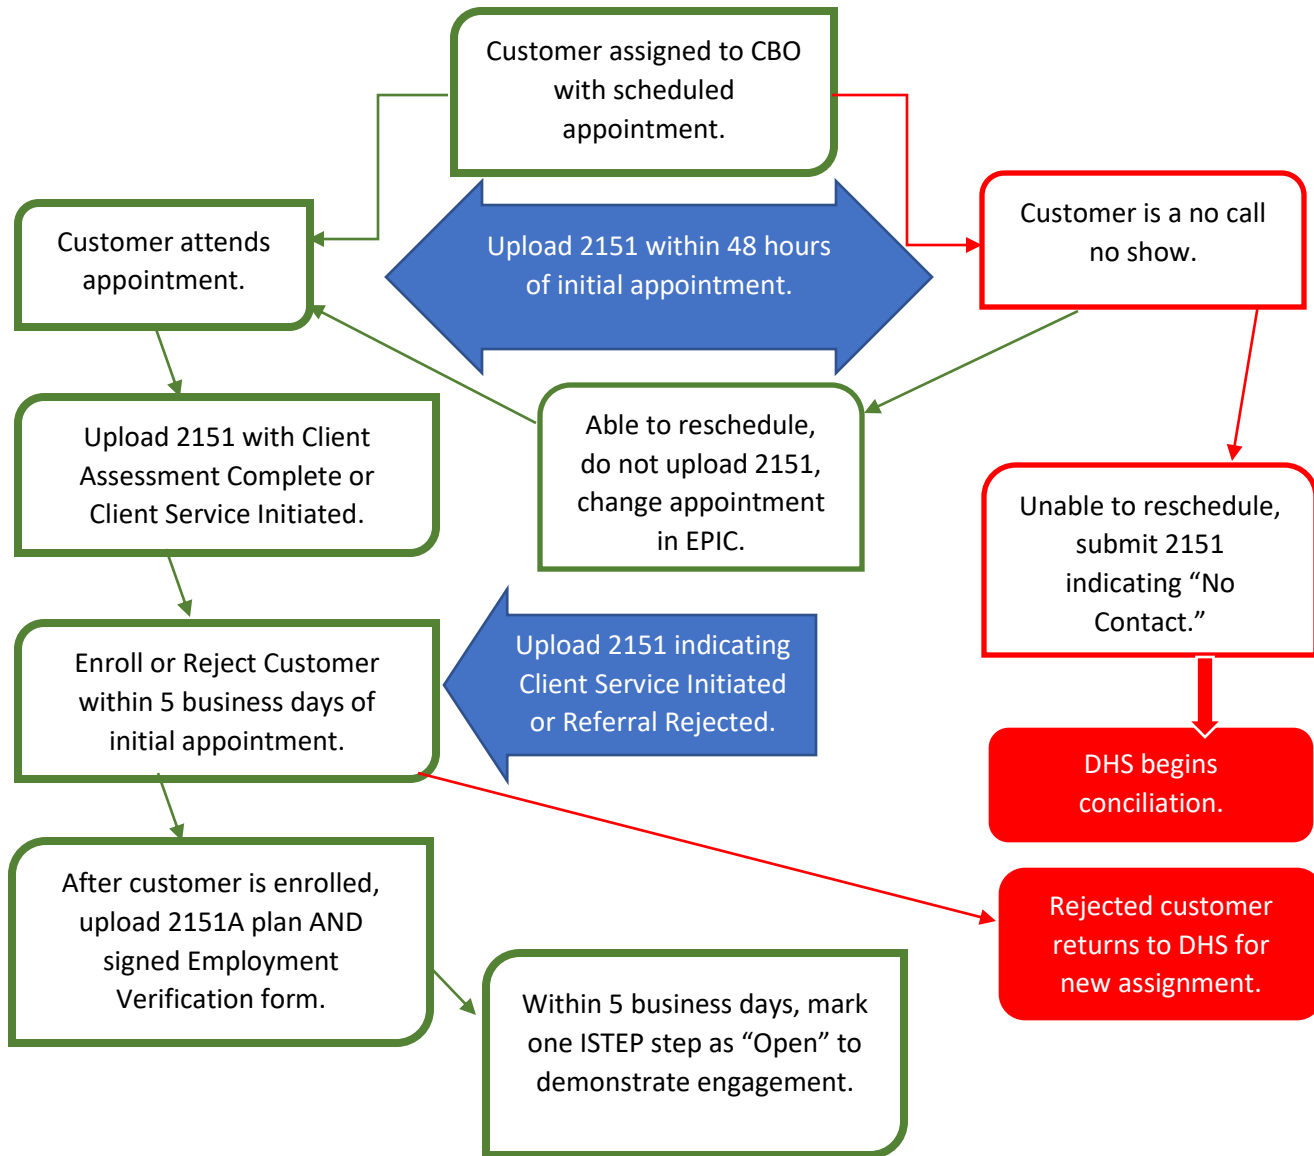 Customer assigned to CBO
with scheduled
appointment.
Customer attends
appointment.
Upload 2151 within 48 hours
of initial appointment.
Customer is a no call
no show.
Upload 2151 with Client
Assessment Complete or
Client Service Initiated.
Able to reschedule,
do not upload 2151,
change appointment
in EPIC.
Unable to reschedule,
submit 2151
indicating “No
Contact.”
Enroll or Reject Customer
within 5 business days of
initial appointment.
Upload 2151 indicating
Client Service Initiated
or Referral Rejected.
DHS begins
conciliation.
After customer is enrolled,
upload 2151A plan AND
signed Employment
Verification form.
Rejected customer
returns to DHS for
new assignment.
Within 5 business days, mark
one ISTEP step as “Open” to
demonstrate engagement.